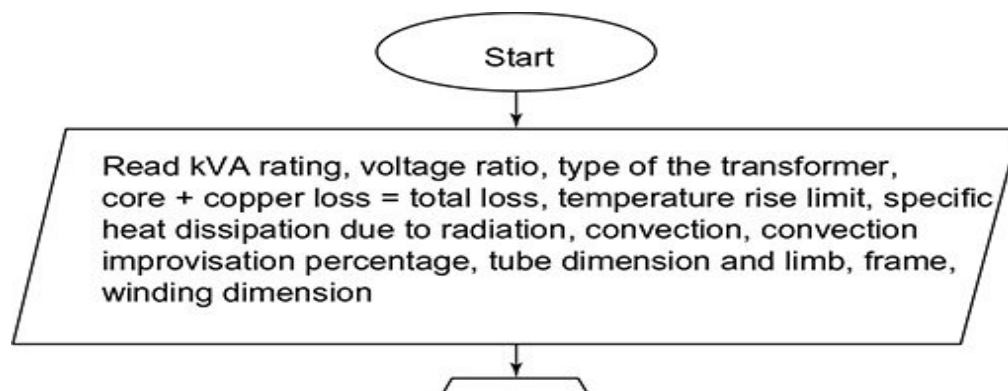 Start
Read kVA rating, voltage ratio, type of the transformer,
core + copper loss = total loss, temperature rise limit, specific
heat dissipation due to radiation, convection, convection
improvisation percentage, tube dimension and limb, frame,
winding dimension